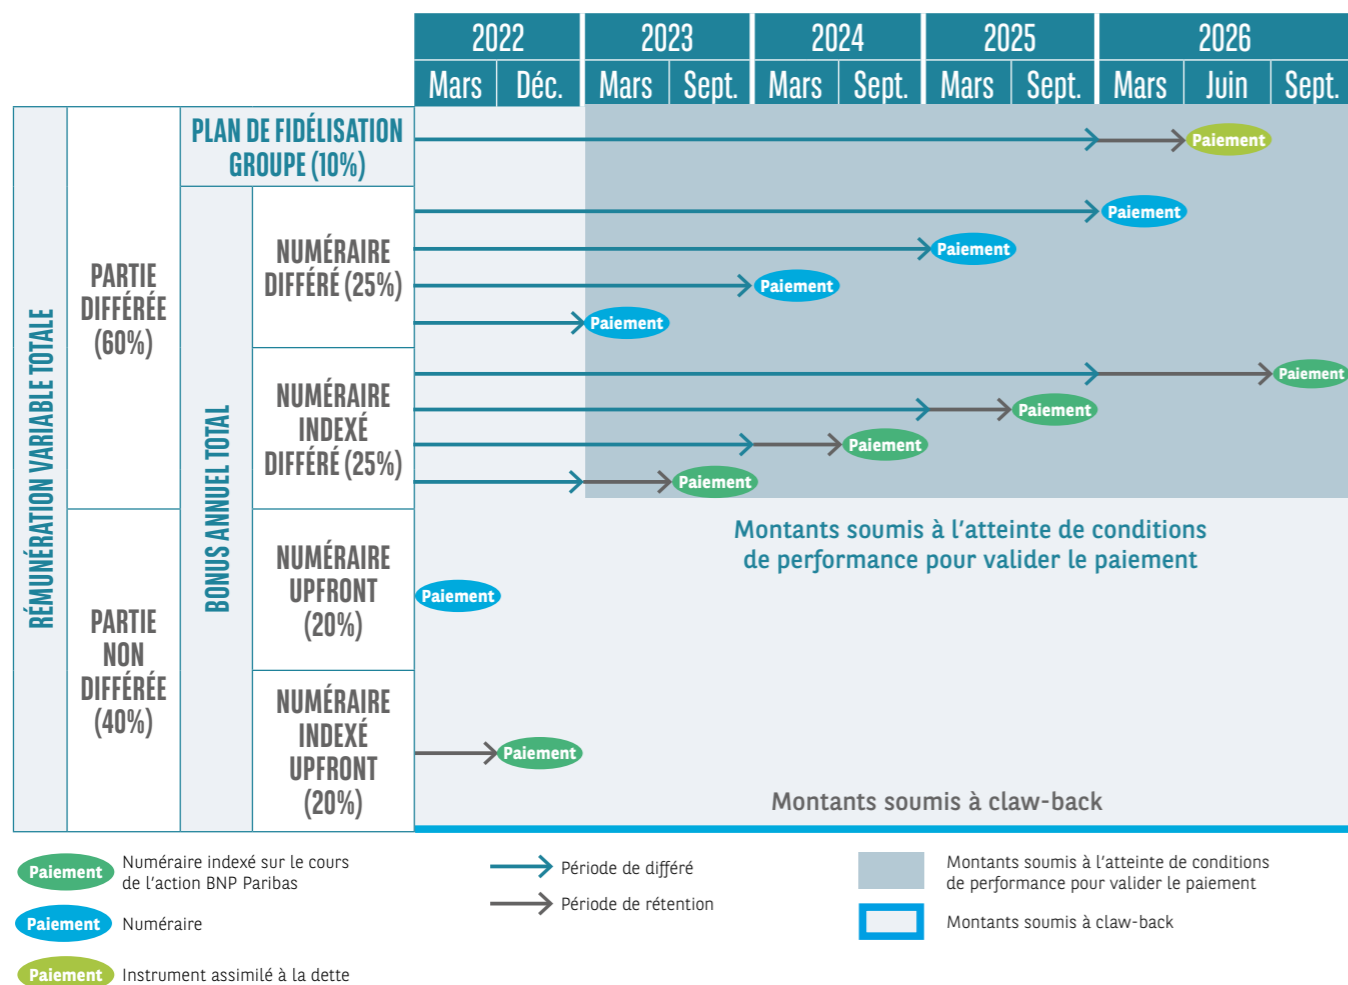 2022
2023
2024
2025
2026
Mars
Déc.
Mars
Sept.
Mars
Sept.
Mars
Sept.
Mars
Juin
Sept.
RÉMUNÉRATION VARIABLE TOTALE
PARTIE
DIFFÉRÉE
(60%)
PLAN DE FIDÉLISATION
GROUPE (10%)
Paiement
BONUS ANNUEL TOTAL
NUMÉRAIRE
DIFFÉRÉ (25%)
Paiement
Paiement
Paiement
Paiement
NUMÉRAIRE
INDEXÉ
DIFFÉRÉ (25%)
Paiement
Paiement
Paiement
Paiement
Montants soumis à l'atteinte de conditions
de performance pour valider le paiement
PARTIE
NON
DIFFÉRÉE
(40%)
NUMÉRAIRE
UPFRONT
(20%)
Paiement
NUMÉRAIRE
INDEXÉ
UPFRONT
(20%)
Paiement
Montants soumis à claw-back
Paiement
Numéraire indexé sur le cours
de l'action BNP Paribas
Paiement
Numéraire
Paiement
Instrument assimilé à la dette
Période de différé
Période de rétention
Montants soumis à l'atteinte de conditions
de performance pour valider le paiement
Montants soumis à claw-back